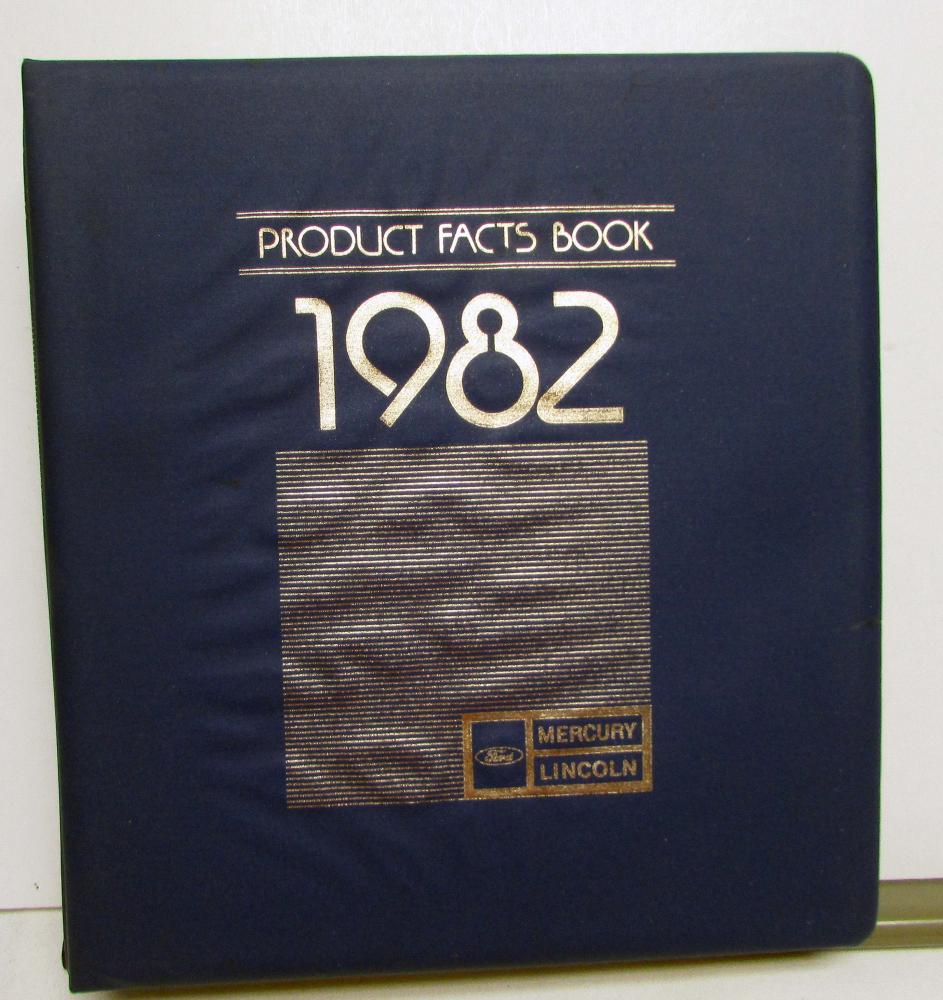 PRODUCT FACTS BOOK
1982
Ford
MERCURY
LINCOLN